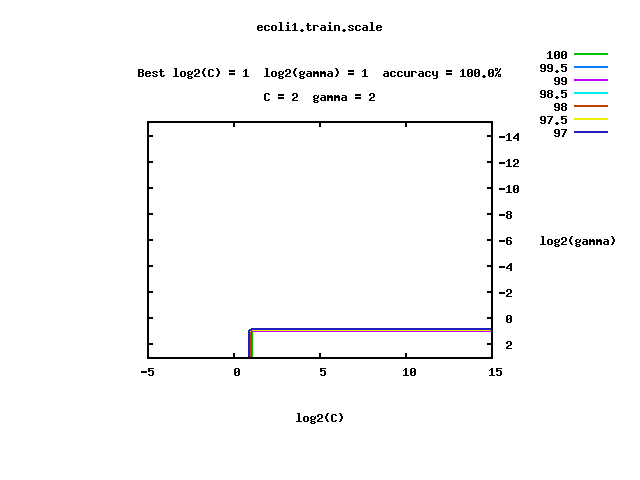 ecoli1.train.scale
Best log2(C) = 1  log2(gamma) = 1  accuracy = 100.0%
C = 2  gamma = 2
100
99.5
99
98.5
98
97.5
97
-14
-12
-10
-8
-6
-4
-2
0
2
log2(gamma)
-5 0 5 10 15
log2(C)